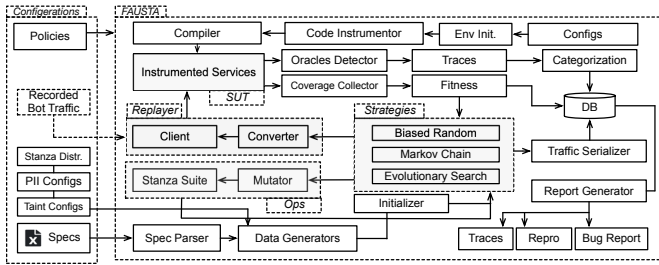 Configerations
FAUSTA
Policies
Compiler
Code Instrumentor
Env Init.
Configs
Instrumented Services
Oracles Detector
Traces
Categorization
SUT
Coverage Collector
Fitness
DB
Recorded
Bot Traffic
Replayer
Strategies
Client
Converter
Biased Random
Markov Chain
Evolutionary Search
Traffic Serializer
Stanza Distr.
PII Configs
Taint Configs
Stanza Suite
Mutator
Ops
Initializer
Report Generator
Specs
Spec Parser
Data Generators
Traces
Repro
Bug Report